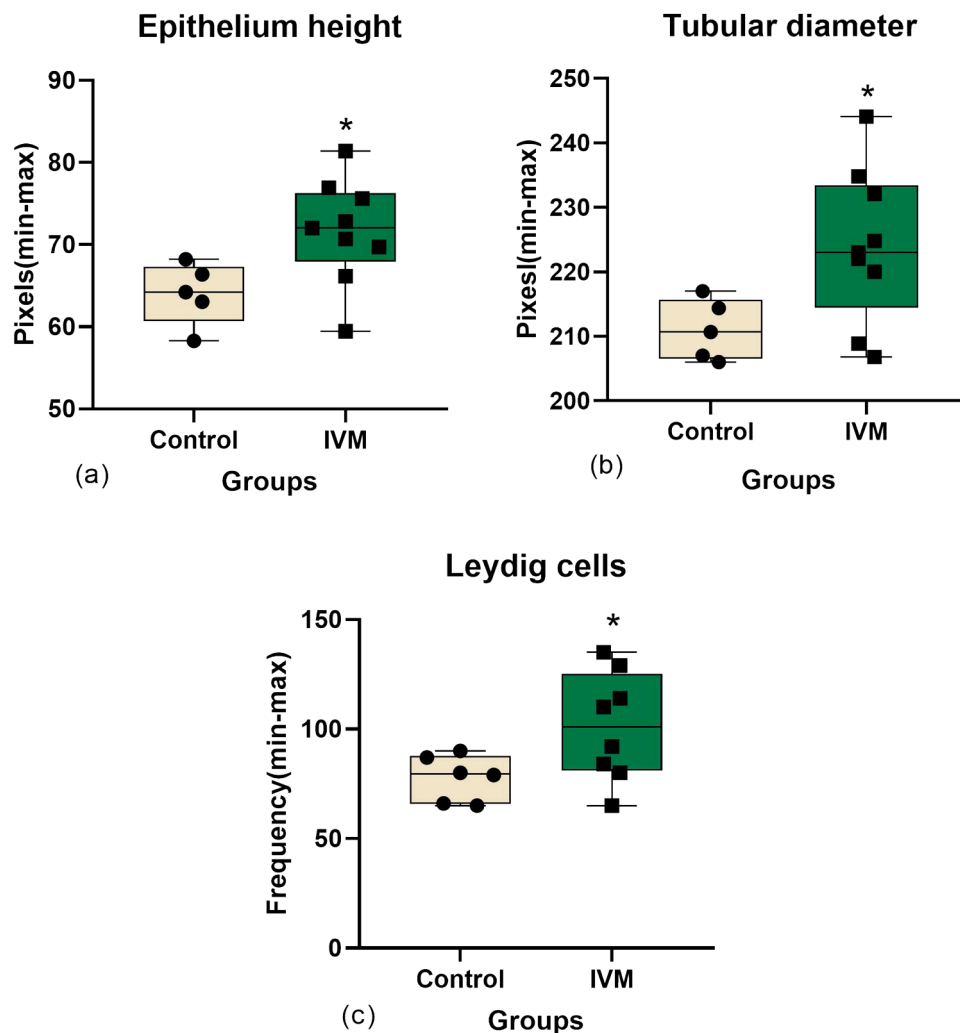 Epithelium height
Pixels(min-max)
90
80
70
60
50
*
Control
IVM
Groups
(a)
Tubular diameter
Pixesl(min-max)
250
240
230
220
210
200
*
Control
IVM
Groups
(b)
Leydig cells
Frequency(min-max)
150
100
50
0
*
Control
IVM
Groups
(c)